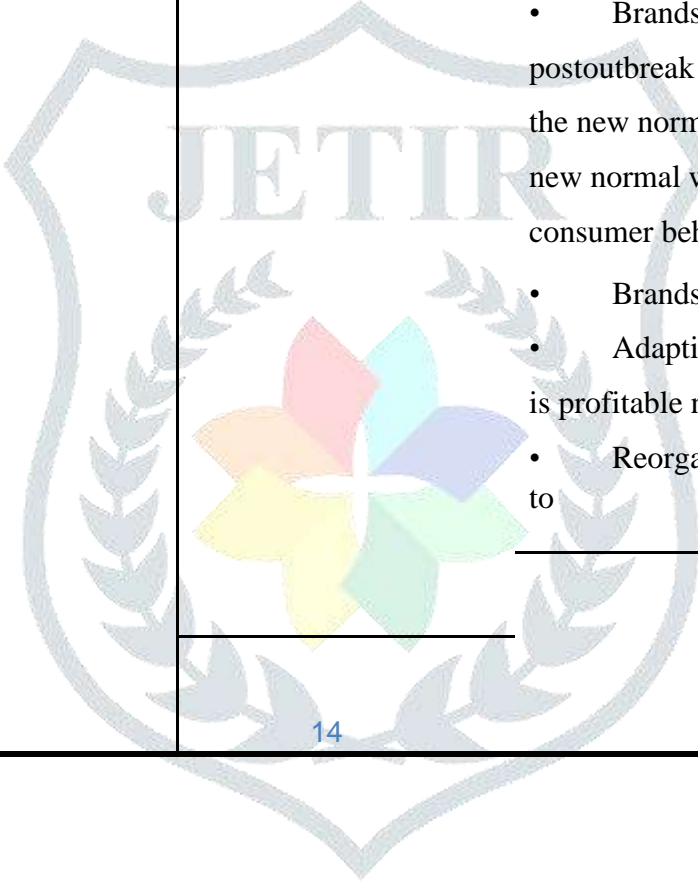 JETIR
• Brands
postoutbreak
the new norm
new normal w
consumer beh
• Brands
• Adapti
is profitable r
• Reorga
to
14